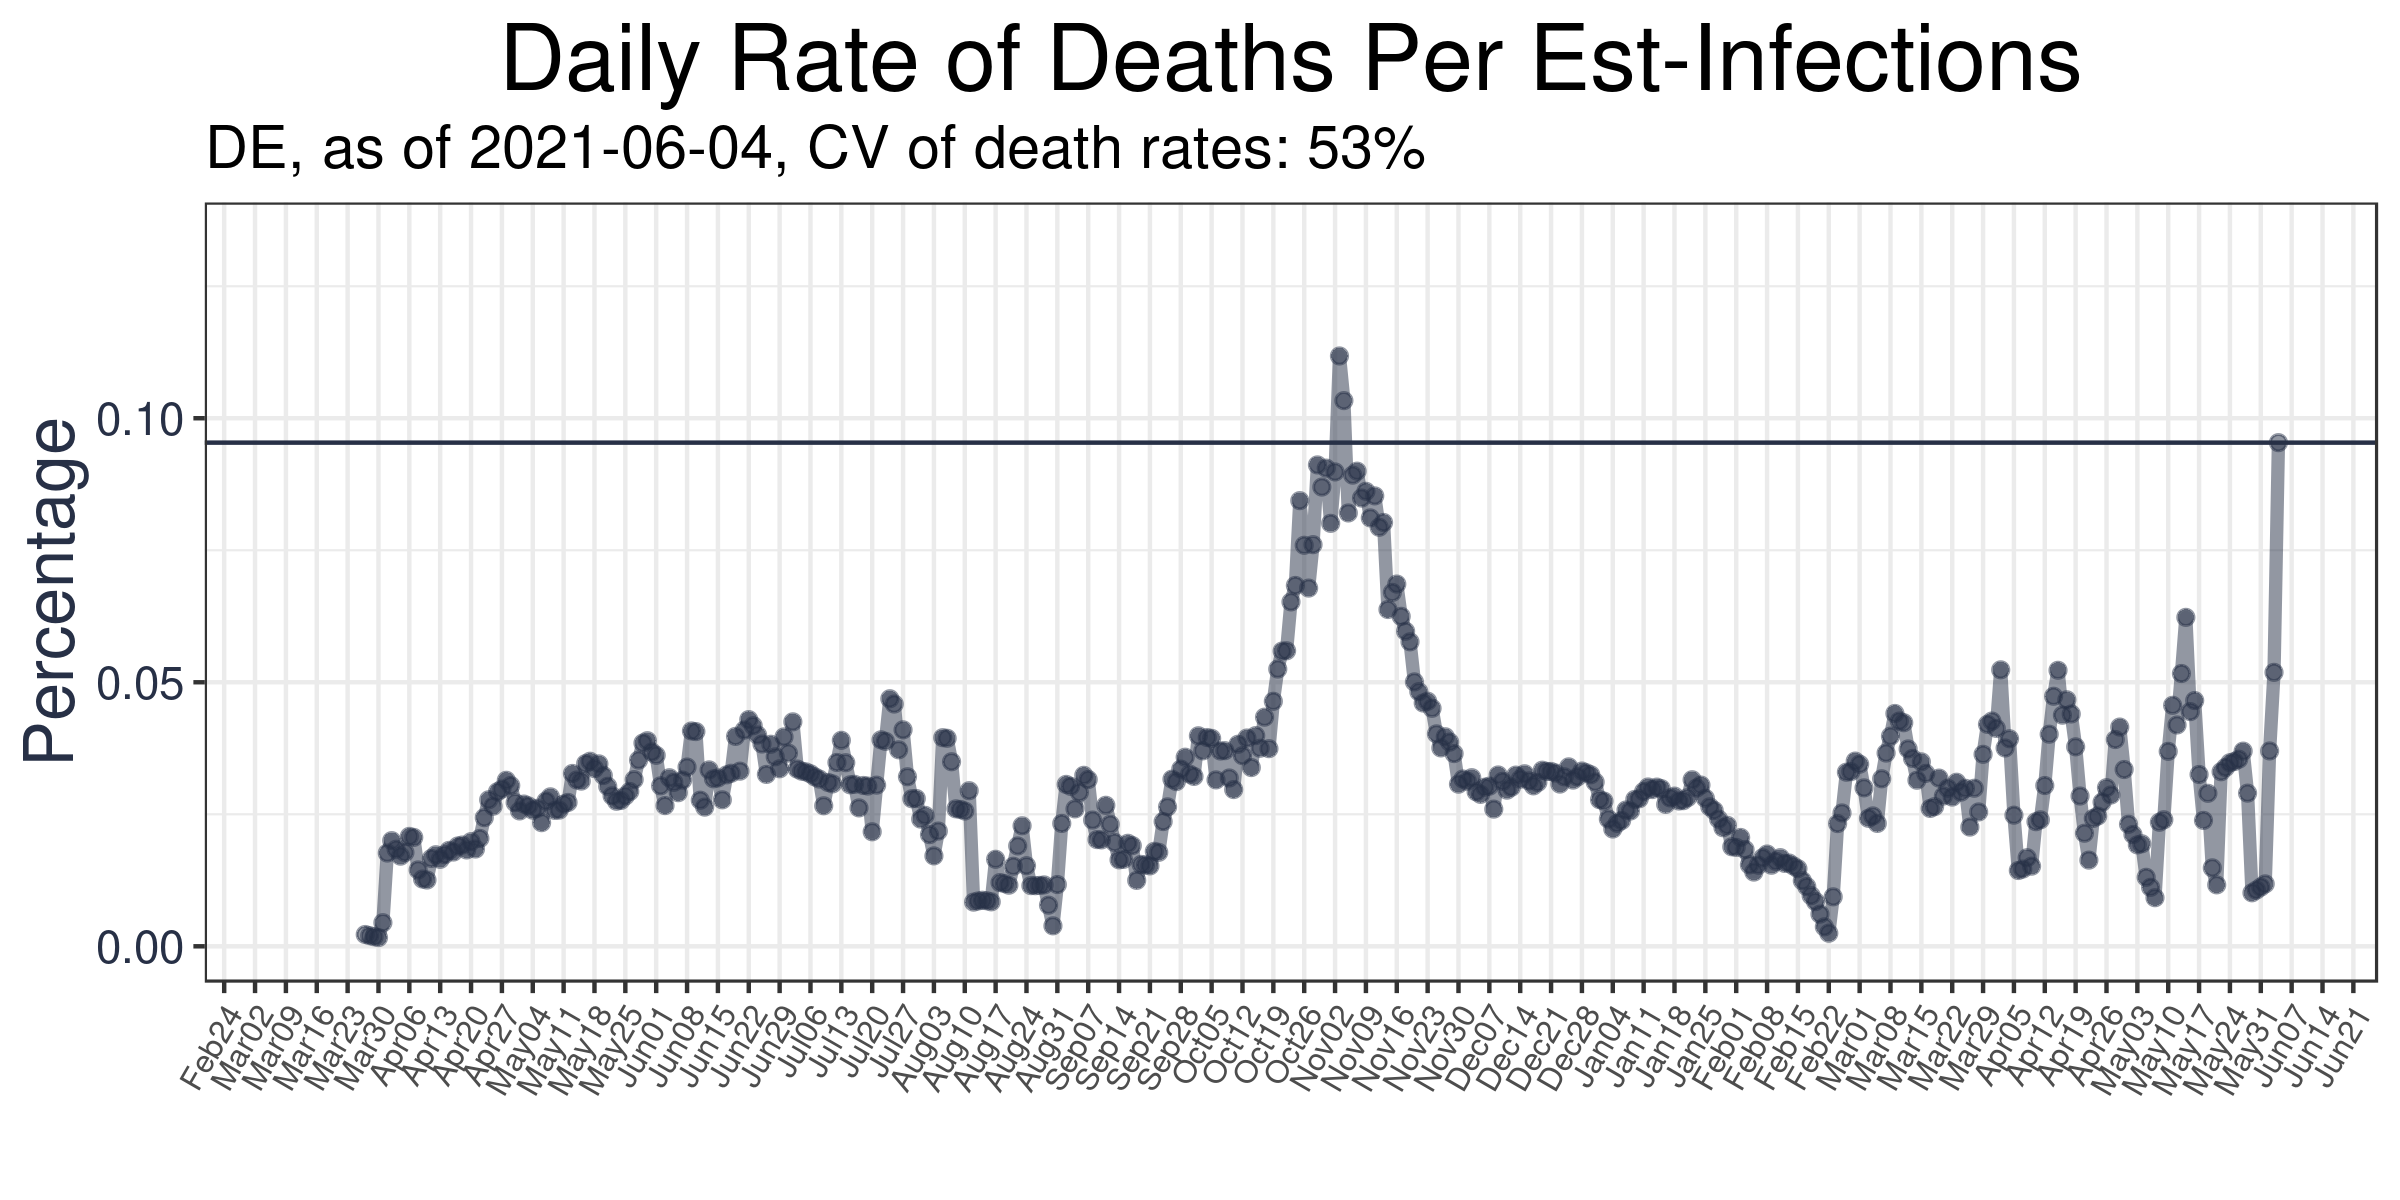 Daily Rate of Deaths Per Est-Infections
DE, as of 2021-06-04, CV of death rates: 53%
Percentage
0.10
0.05
0.00
Feb24
Mar02
Mar09
Mar16
Mar23
Mar30
Apr06
Apr13
Apr20
Apr27
May04
May11
May18
May25
Jun01
Jun08
Jun15
Jun22
Jun29
Jul06
Jul13
Jul20
Jul27
Aug03
Aug10
Aug17
Aug24
Aug31
Sep07
Sep14
Sep21
Sep28
Oct05
Oct12
Oct19
Oct26
Nov02
Nov09
Nov16
Nov23
Nov30
Dec07
Dec14
Dec21
Dec28
Jan04
Jan11
Jan18
Jan25
Feb01
Feb08
Feb15
Feb22
Mar01
Mar08
Mar15
Mar22
Mar29
Apr05
Apr12
Apr19
Apr26
May03
May10
May17
May24
May31
Jun07
Jun14
Jun21